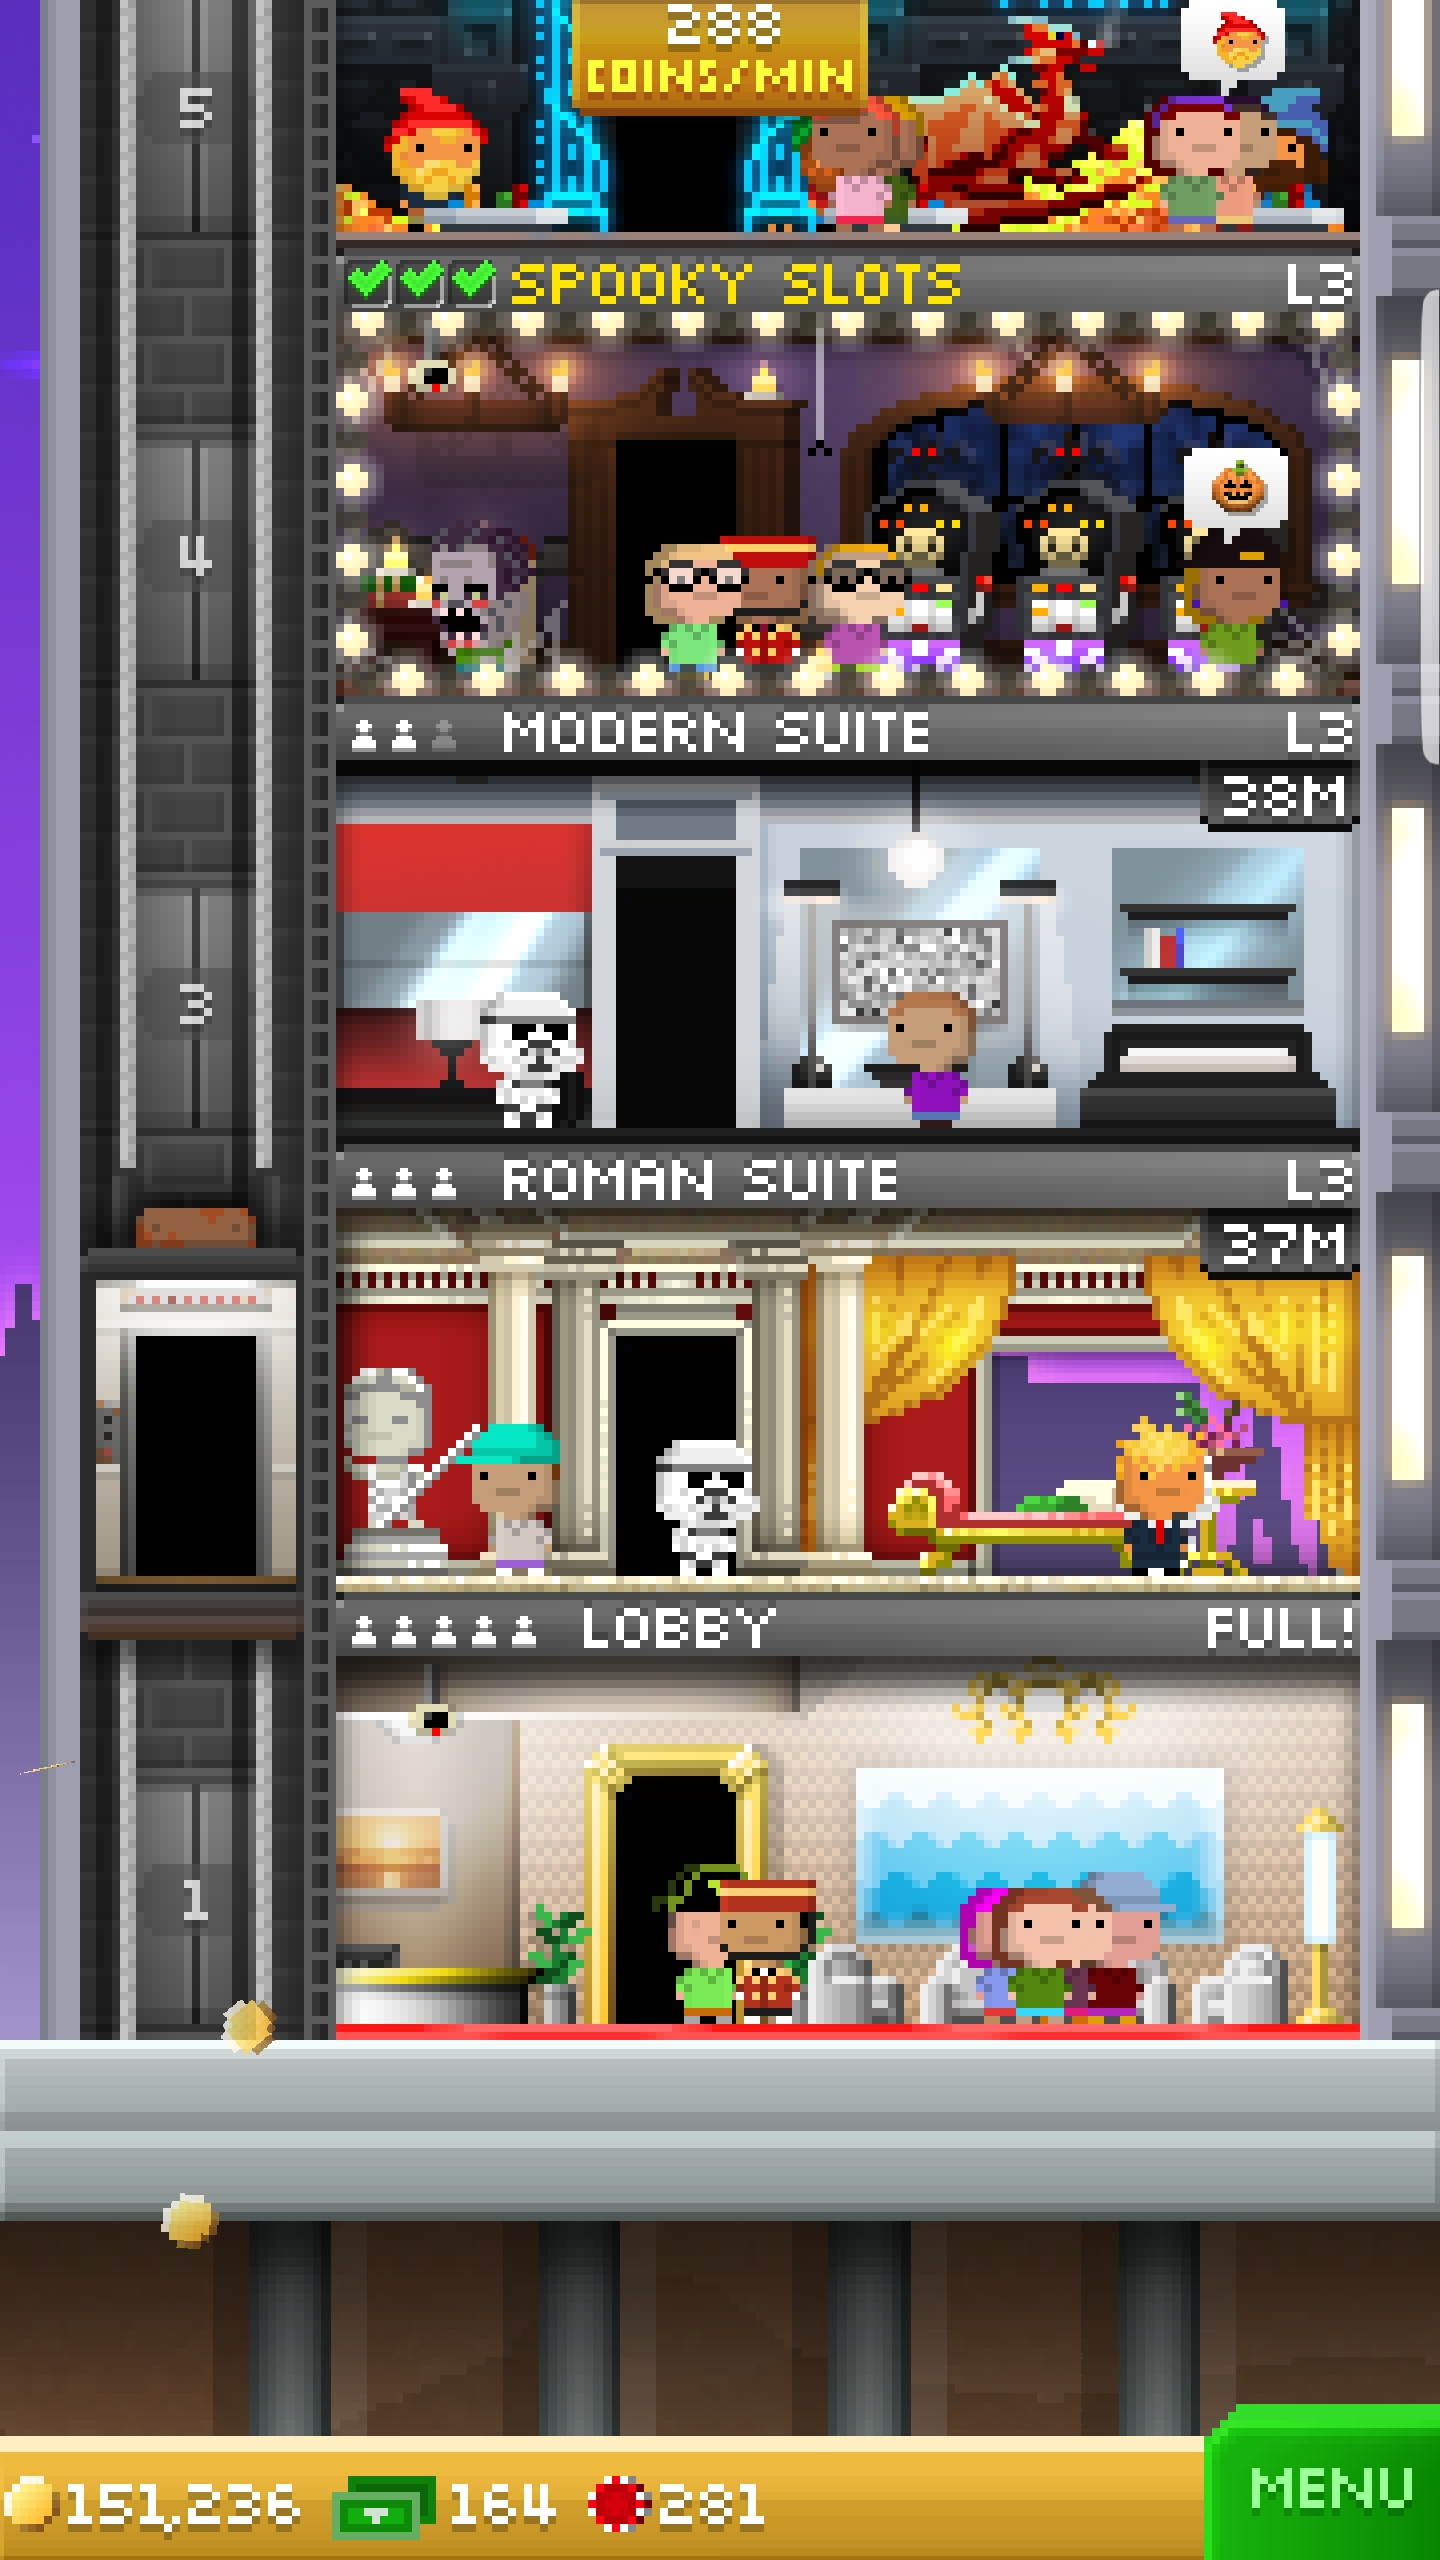 288
COINS/MIN
5
SPOOKY SLOTS L3
4
MODERN SUITE L3
38M
3
ROMAN SUITE L3
37M
LOBBY FULL!
1
151,236 164 281
MENU